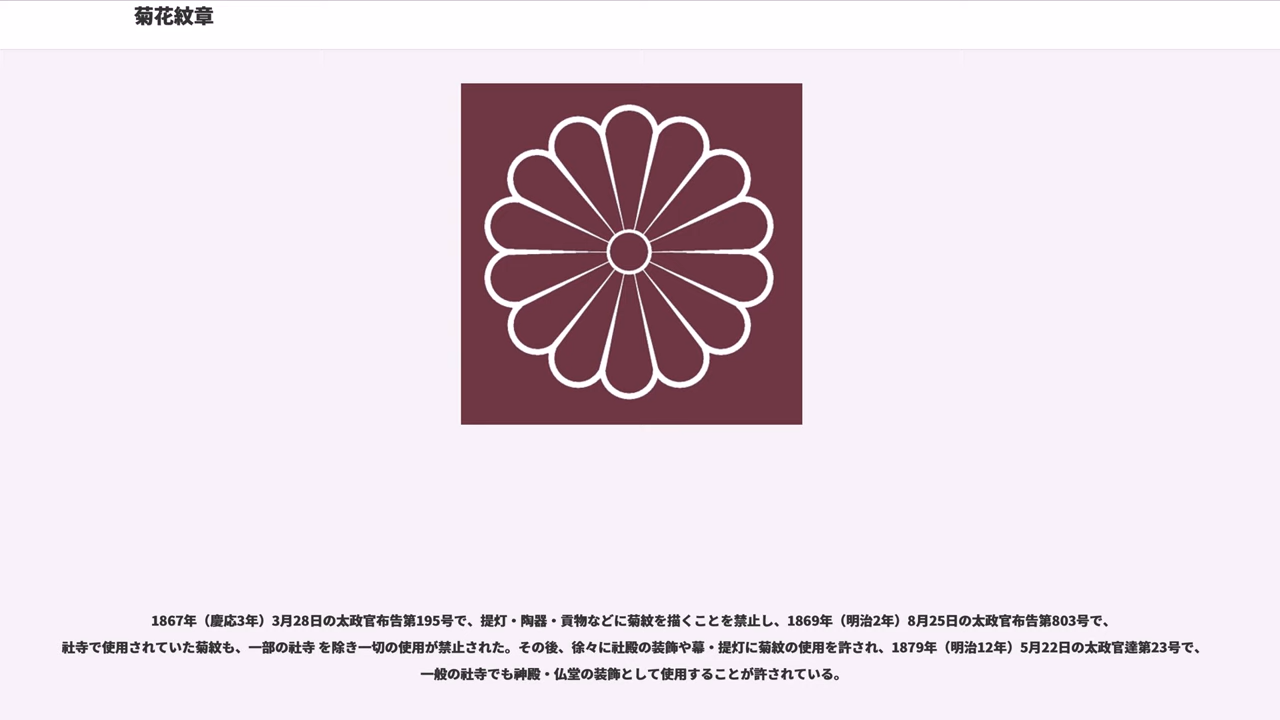 菊花紋章
1867年（慶応3年）3月28日の太政官布告第195号で、提灯・陶器・貢物などに菊紋を描くことを禁止し、1869年（明治2年）8月25日の太政官布告第803号で、
社寺で使用されていた菊紋も、一部の社寺 を除き一切の使用が禁止された。その後、徐々に社殿の装飾や幕・提灯に菊紋の使用を許され、1879年（明治12年）5月22日の太政官達第23号で、
一般の社寺でも神殿・仏堂の装飾として使用することが許されている。